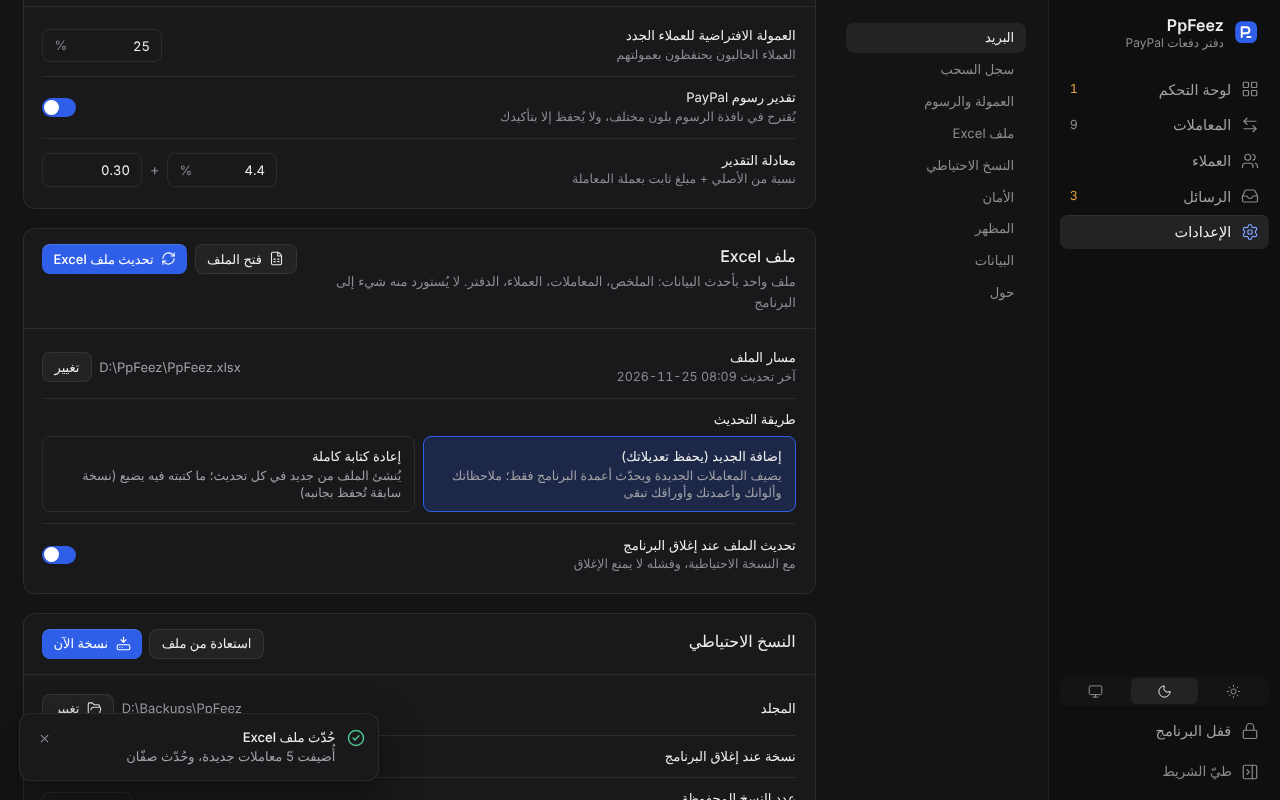 PpFeez
دفتر دفعات PayPal
لوحة التحكم 1
المعاملات 9
العملاء
الرسائل 3
الإعدادات
قفل البرنامج
طيّ الشريط
البريد
سجل السحب
العمولة والرسوم
ملف Excel
النسخ الاحتياطي
الأمان
المظهر
البيانات
حول
العمولة الافتراضية للعملاء الجدد
العملاء الحاليون يحتفظون بعمولتهم
25 %
تقدير رسوم PayPal
يُقترح في نافذة الرسوم بلون مختلف، ولا يُحفظ إلا بتأكيدك
معادلة التقدير
نسبة من الأصلي + مبلغ ثابت بعملة المعاملة
4.4 % + 0.30
ملف Excel
ملف واحد بأحدث البيانات: الملخص، المعاملات، العملاء، الدفتر. لا يُستورد منه شيء إلى
البرنامج
فتح الملف
تحديث ملف Excel
مسار الملف
آخر تحديث 08:09 2026-11-25
D:\PpFeez\PpFeez.xlsx
تغيير
طريقة التحديث
إضافة الجديد (يحفظ تعديلاتك)
يضيف المعاملات الجديدة ويحدّث أعمدة البرنامج فقط؛ ملاحظاتك
وألوانك وأعمدتك وأوراقك تبقى
إعادة كتابة كاملة
يُنشئ الملف من جديد في كل تحديث؛ ما كتبته فيه يضيع (نسخة
سابقة تُحفظ بجانبه)
تحديث الملف عند إغلاق البرنامج
مع النسخة الاحتياطية، وفشله لا يمنع الإغلاق
النسخ الاحتياطي
استعادة من ملف
نسخة الآن
المجلد
D:\Backups\PpFeez
تغيير
نسخة عند إغلاق البرنامج
عدد النسخ المحفوظة
حُدّث ملف Excel
أُضيفت 5 معاملات جديدة، وحُدّث صفّان